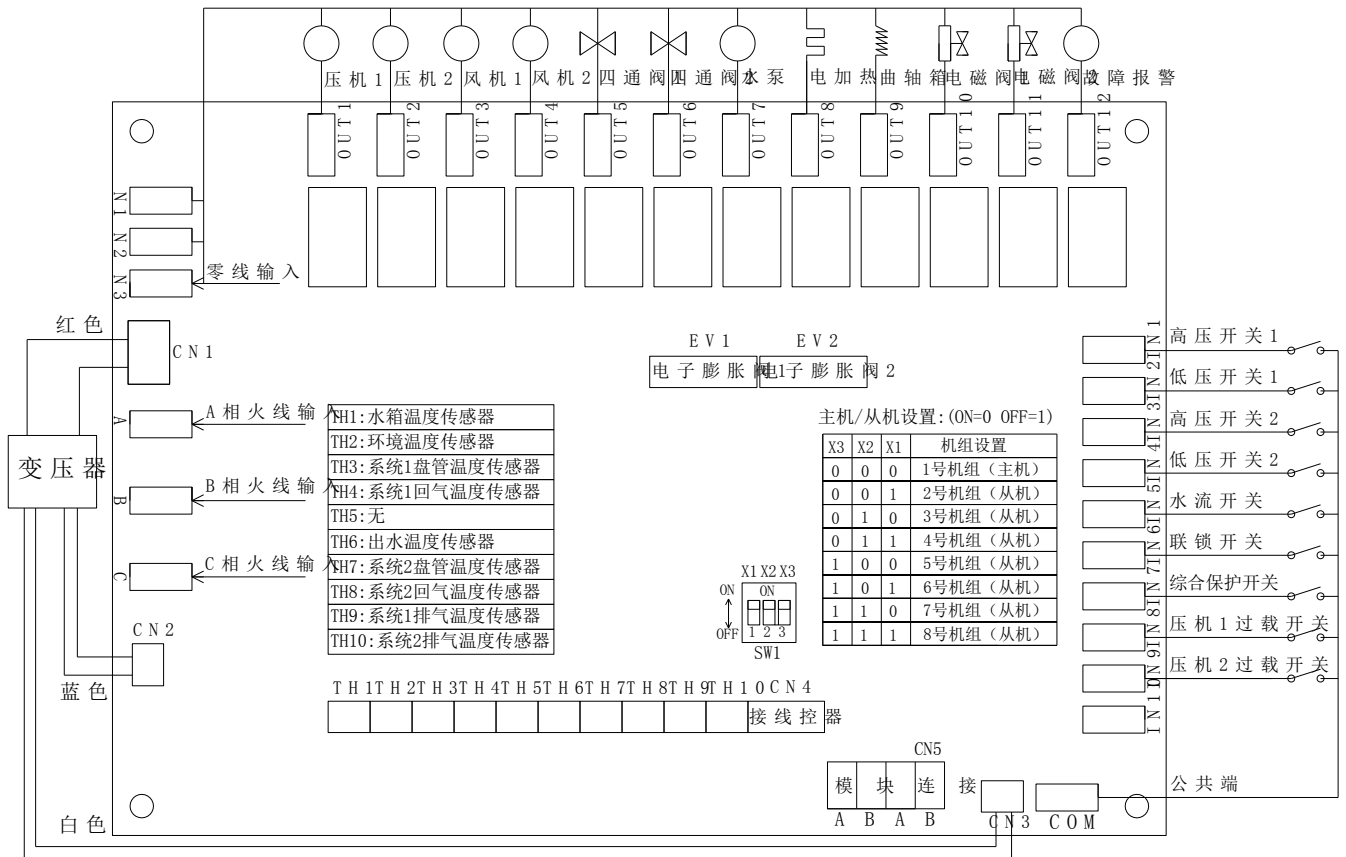 压机1 压机2 风机1 风机2 四通阀1 四通阀2 水泵 电加热 曲轴箱 电磁阀1 电磁阀2 故障报警
OUT1 OUT2 OUT3 OUT4 OUT5 OUT6 OUT7 OUT8 OUT9 OUT10 OUT11 OUT12
N1
N2
N3
零线输入
红色
CN1
A
A相火线输入
变压器
B
B相火线输入
C
C相火线输入
CN2
蓝色
白色
EV1 EV2
电子膨胀阀1 电子膨胀阀2
TH1:水箱温度传感器
TH2:环境温度传感器
TH3:系统1盘管温度传感器
TH4:系统1回气温度传感器
TH5:无
TH6:出水温度传感器
TH7:系统2盘管温度传感器
TH8:系统2回气温度传感器
TH9:系统1排气温度传感器
TH10:系统2排气温度传感器
主机/从机设置:(ON=0 OFF=1)
X3 X2 X1 机组设置
0 0 0 1号机组（主机）
0 0 1 2号机组（从机）
0 1 0 3号机组（从机）
0 1 1 4号机组（从机）
1 0 0 5号机组（从机）
1 0 1 6号机组（从机）
1 1 0 7号机组（从机）
1 1 1 8号机组（从机）
X1 X2 X3
ON ON
OFF 1 2 3
SW1
TH1 TH2 TH3 TH4 TH5 TH6 TH7 TH8 TH9 TH10 CN4
接线控器
IN1 高压开关1
IN2 低压开关1
IN3 高压开关2
IN4 低压开关2
IN5 水流开关
IN6 联锁开关
IN7 综合保护开关
IN8 压机1过载开关
IN9 压机2过载开关
IN10
CN5
模块连接
A B A B
CN3
COM
公共端